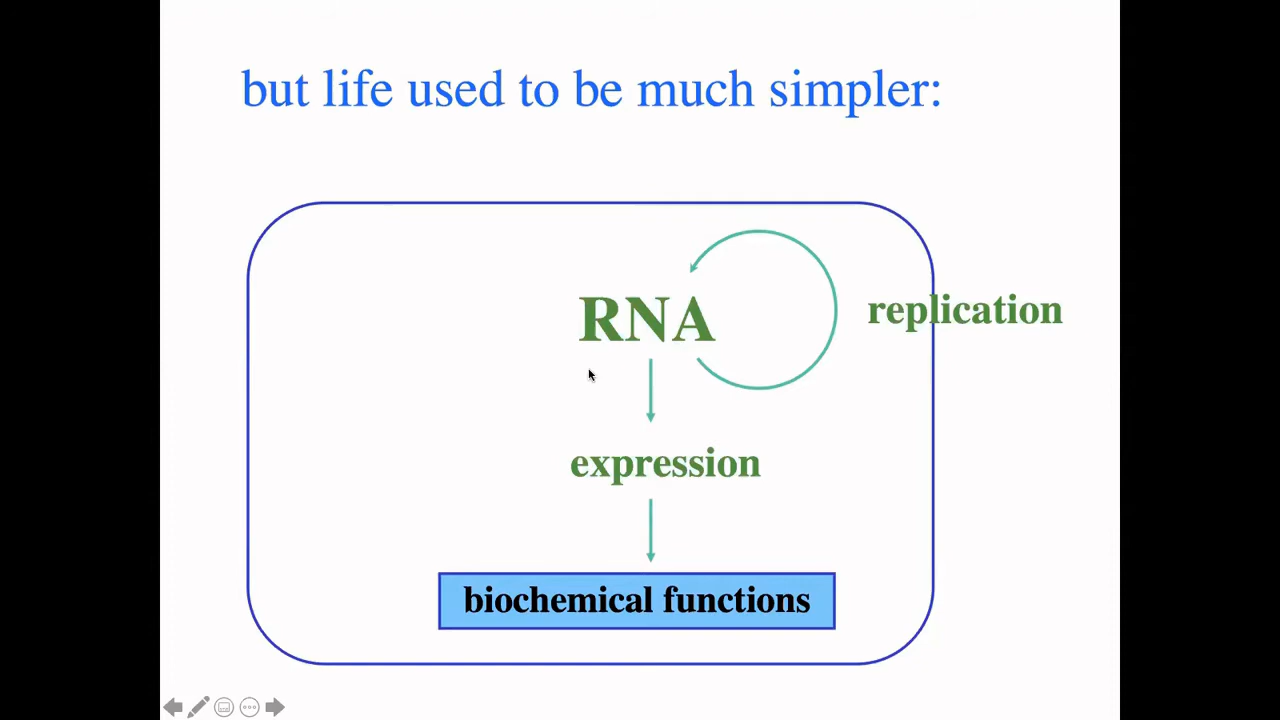 but life used to be much simpler:
RNA
replication
expression
biochemical functions